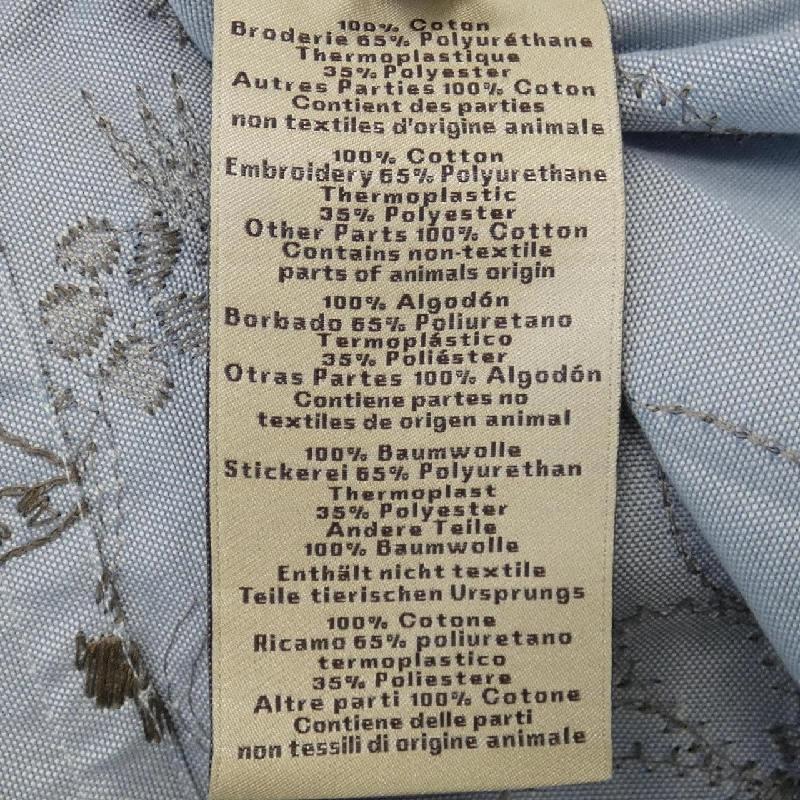 100% Coton
Broderie 65% Polyuréthane
Thermoplastique
35% Polyester
Autres Parties 100% Coton
Contient des parties
non textiles d'origine animale
100% Cotton
Embroidery 65% Polyurethane
Thermoplastic
35% Polyester
Other Parts 100% Cotton
Contains non-textile
parts of animals origin
100% Algodón
Borbado 65% Poliuretano
Termoplástico
35% Poliéster
Otras Partes 100% Algodón
Contiene partes no
textiles de origen animal
100% Baumwolle
Stickerei 65% Polyurethan
Thermoplast
35% Polyester
Andere Teile
100% Baumwolle
Enthält nicht textile
Teile tierischen Ursprungs
100% Cotone
Ricamo 65% poliuretano
termoplastico
35% Poliestere
Altre parti 100% Cotone
Contiene delle parti
non tessili di origine animale